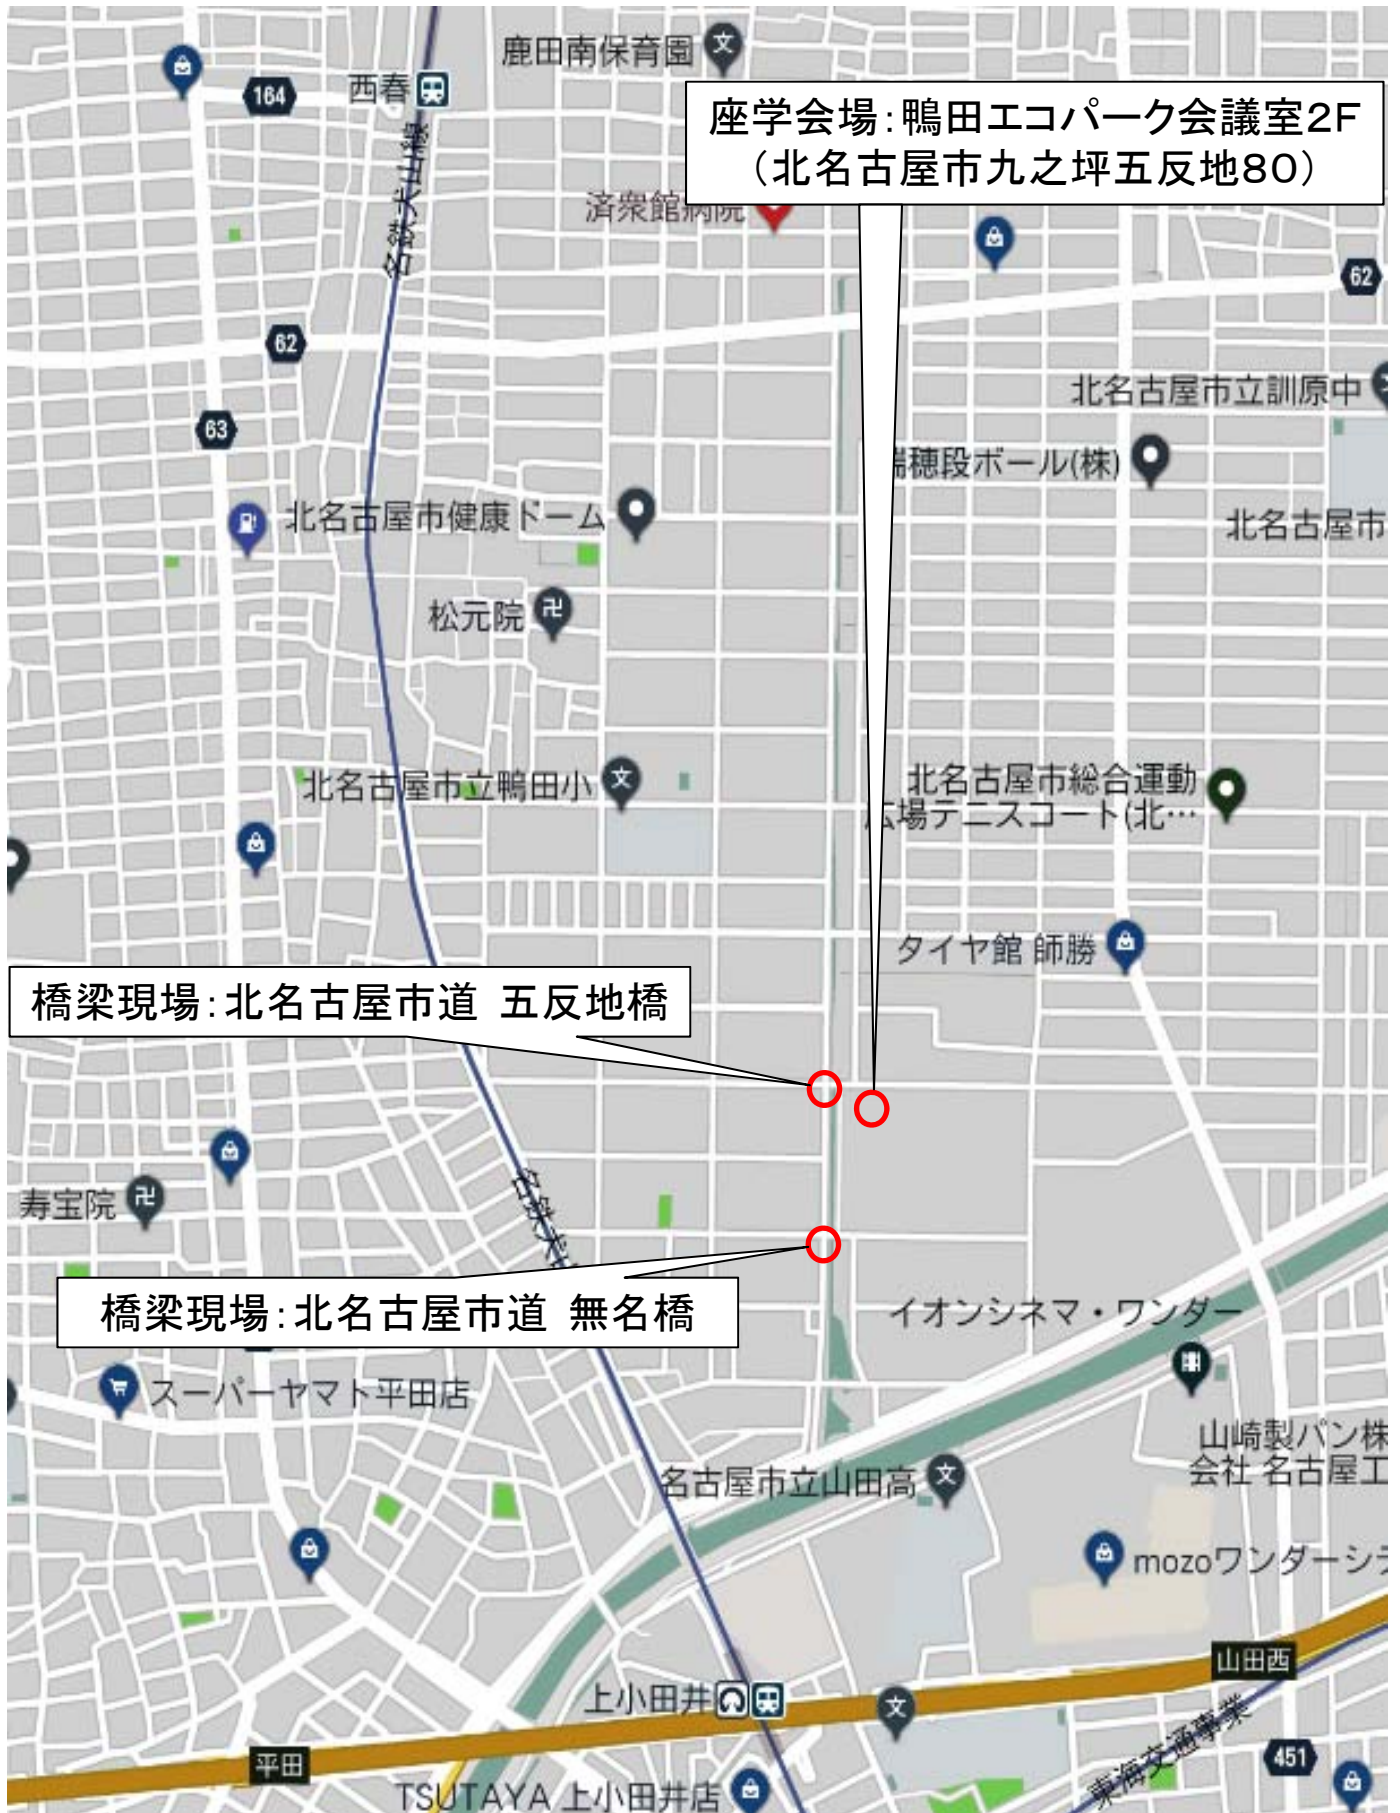 鹿田南保育園
西春
164
座学会場：鴨田エコパーク会議室2F
（北名古屋市九之坪五反地80）
済衆館病院
名鉄犬山線
62
62
北名古屋市立訓原中
63
瑞穂段ボール(株)
北名古屋市健康ドーム
北名古屋市
松元院
北名古屋市立鴨田小
北名古屋市総合運動
広場テニスコート(北…
タイヤ館 師勝
橋梁現場：北名古屋市道 五反地橋
名鉄犬山
寿宝院
橋梁現場：北名古屋市道 無名橋
イオンシネマ・ワンダー
スーパーヤマト平田店
山崎製パン株
会社 名古屋工
名古屋市立山田高
mozoワンダーシテ
山田西
上小田井
平田
東海交通事業
451
TSUTAYA 上小田井店